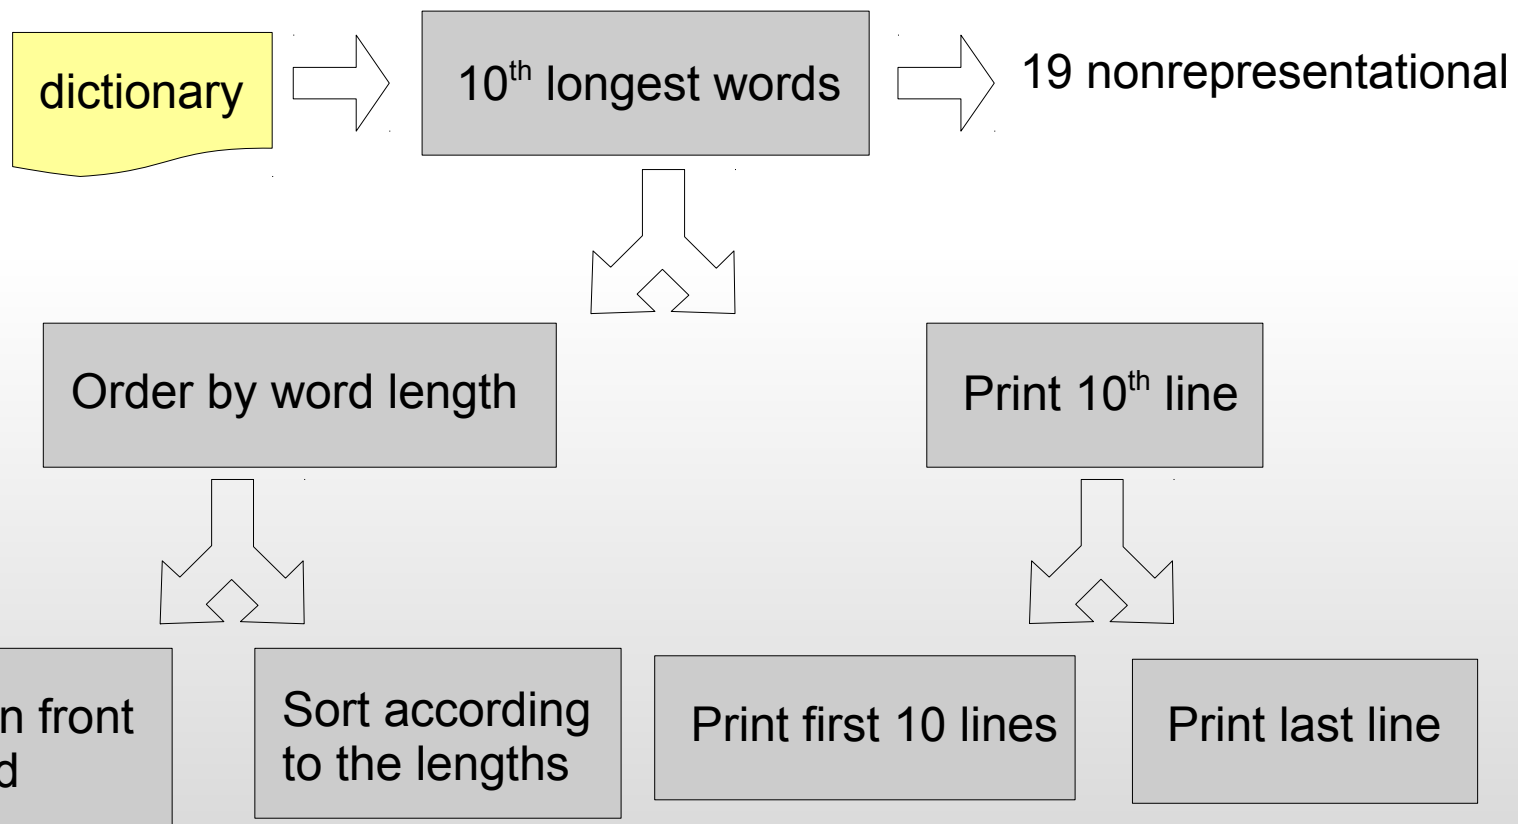 dictionary
10th longest words
19 nonrepresentational
Order by word length
Print 10th line
front
Sort according
to the lengths
Print first 10 lines
Print last line